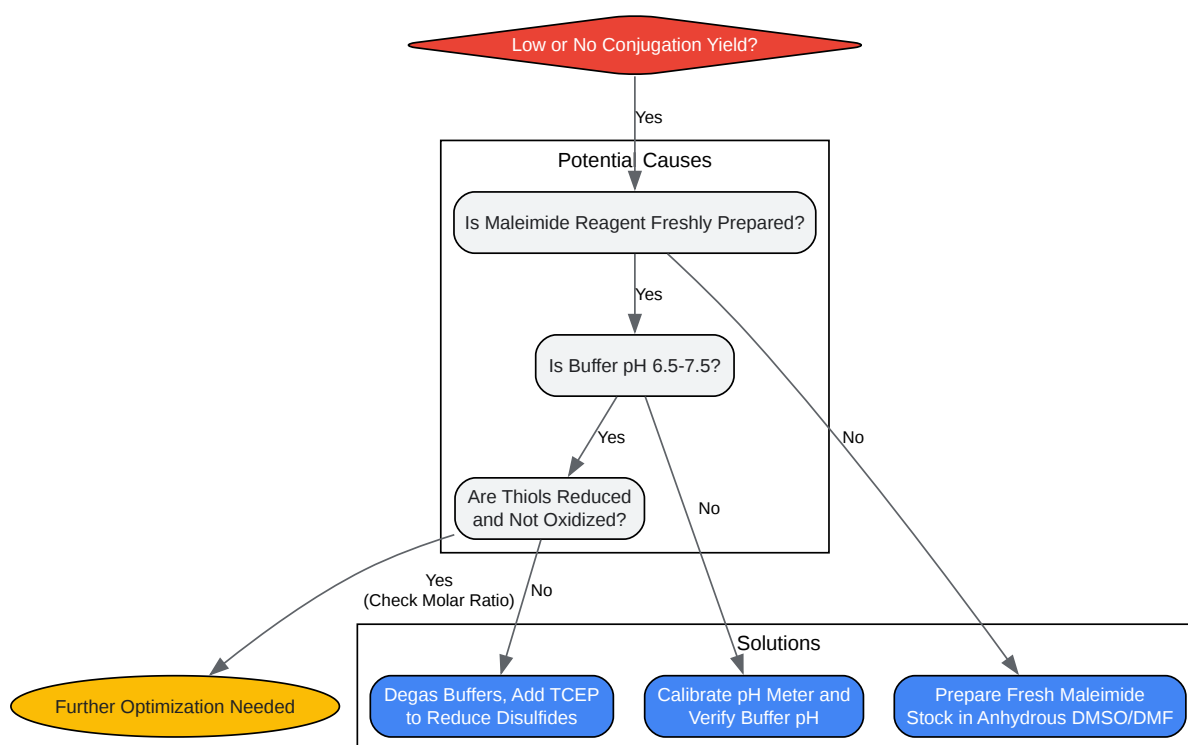 Low or No Conjugation Yield?
Yes
Potential Causes
Is Maleimide Reagent Freshly Prepared?
Yes
Is Buffer pH 6.5-7.5?
Yes
No
Are Thiols Reduced
and Not Oxidized?
No
Yes
(Check Molar Ratio)
No
Solutions
Further Optimization Needed
Degas Buffers, Add TCEP
to Reduce Disulfides
Calibrate pH Meter and
Verify Buffer pH
Prepare Fresh Maleimide
Stock in Anhydrous DMSO/DMF